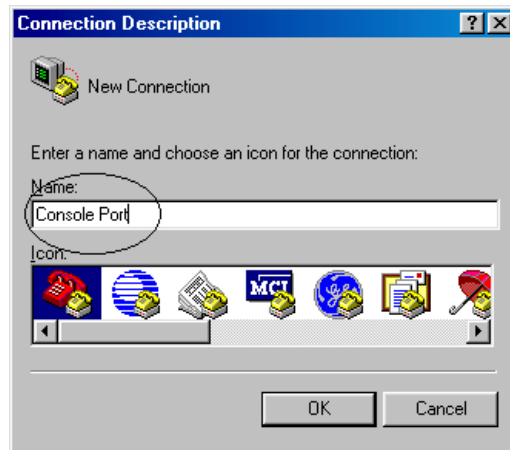 Connection Description
New Connection
Enter a name and choose an icon for the connection:
Name:
Console Port
Icon:
MCI
OK
Cancel